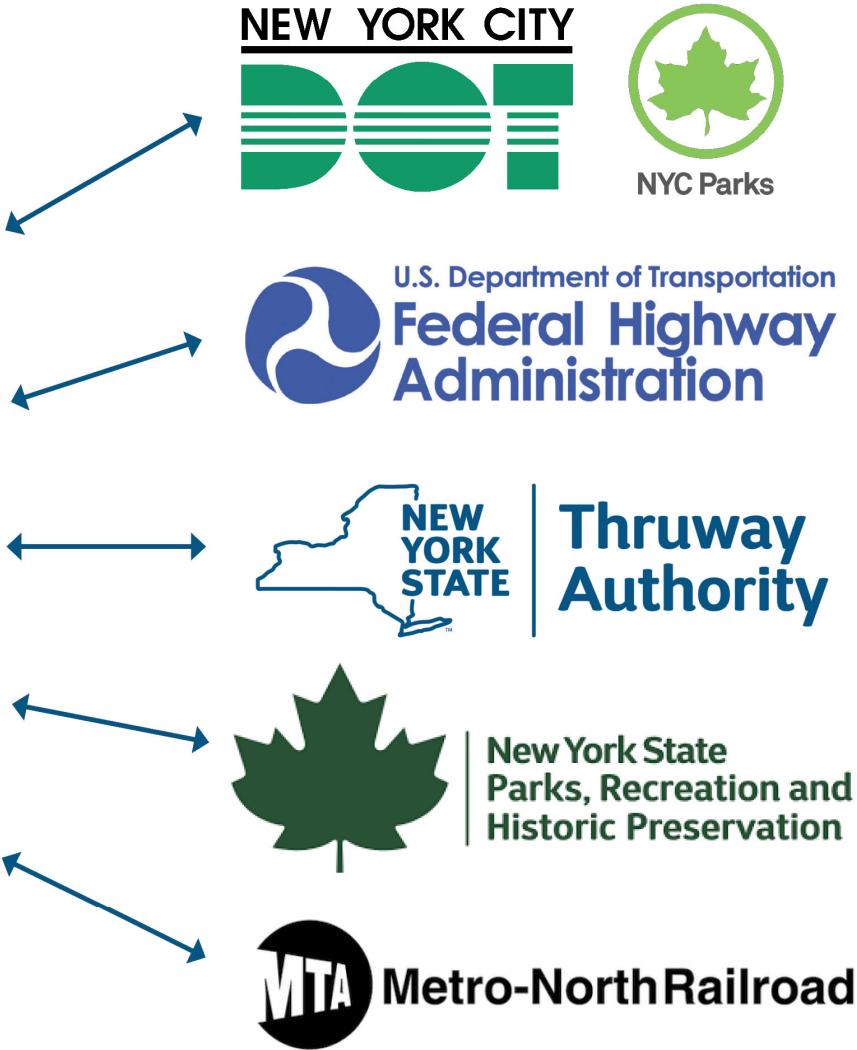 NEW YORK CITY
DOT
NYC Parks
U.S. Department of Transportation
Federal Highway
Administration
NEW
YORK
STATE
™
Thruway
Authority
New York State
Parks, Recreation and
Historic Preservation
MTA
Metro-North Railroad